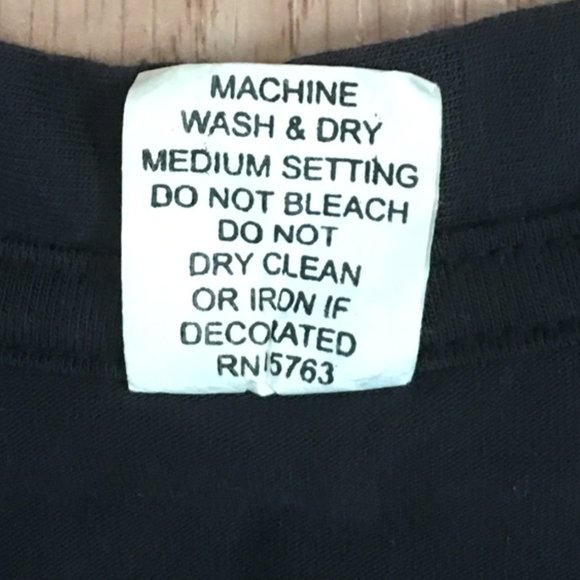 MACHINE
WASH & DRY
MEDIUM SETTING
DO NOT BLEACH
DO NOT
DRY CLEAN
OR IRON IF
DECORATED
RN15763